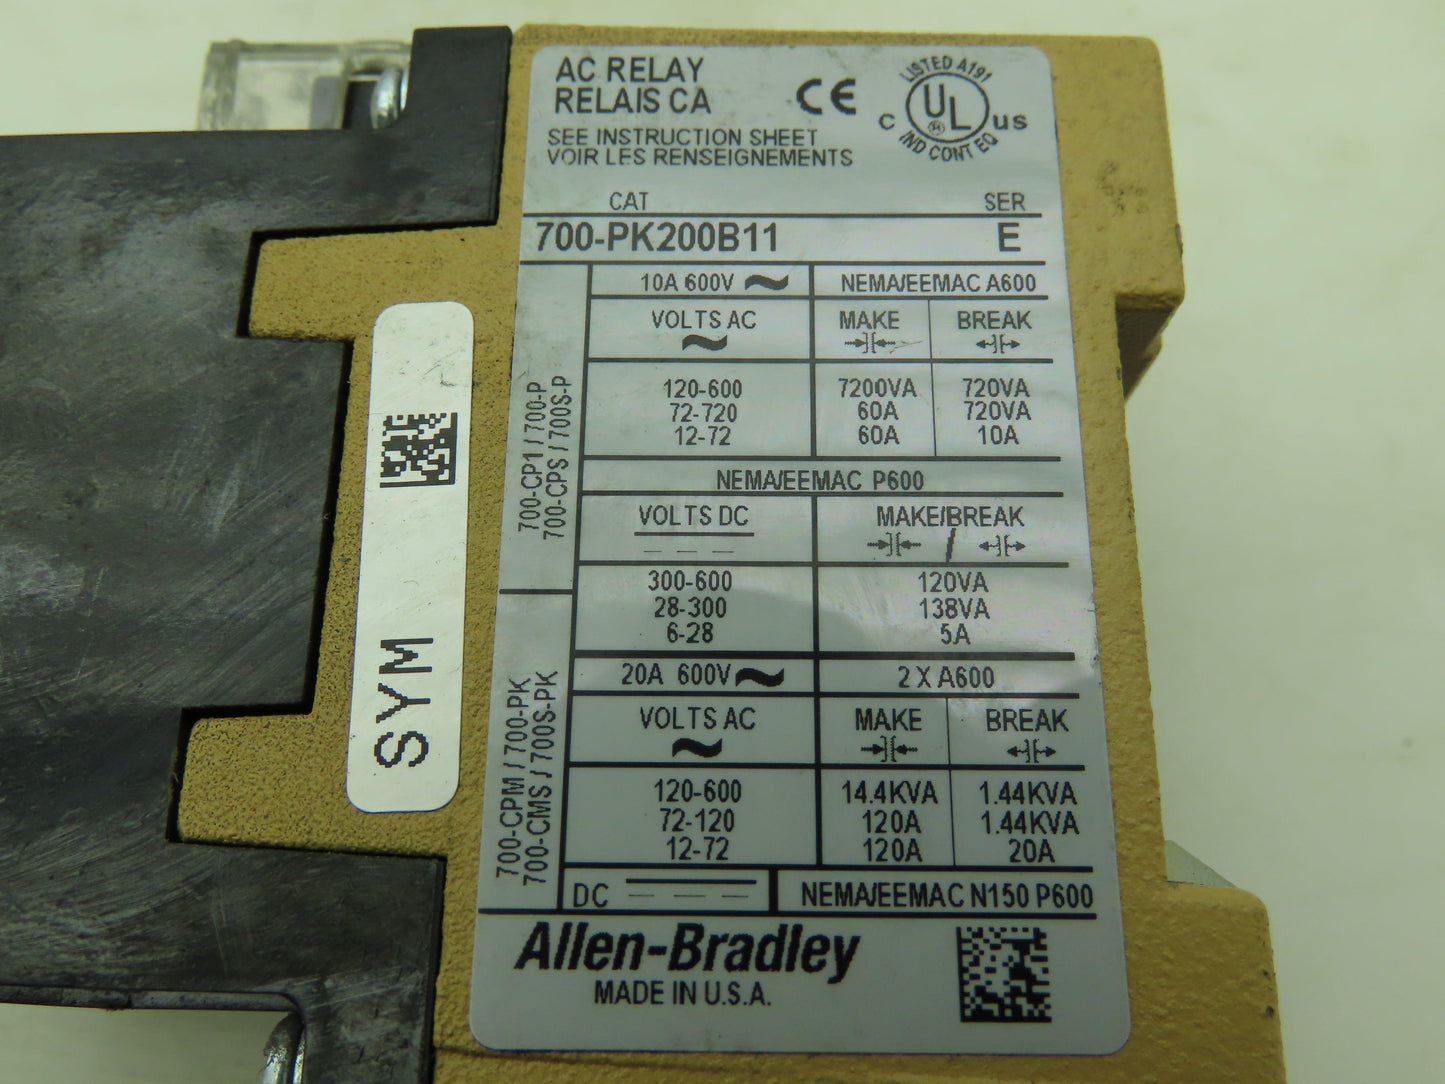 AC RELAY
RELAIS CA
CE
LISTED A191
C UL US
IND CONT EQ
SEE INSTRUCTION SHEET
VOIR LES RENSEIGNEMENTS
CAT SER
700-PK200B11 E
700-CP1 / 700-P
700-CPS / 700S-P
10A 600V NEMA/EEMAC A600
VOLTS AC MAKE BREAK
120-600 7200VA 720VA
72-720 60A 720VA
12-72 60A 10A
NEMA/EEMAC P600
VOLTS DC MAKE/BREAK
300-600 120VA
28-300 138VA
6-28 5A
700-CPM / 700-PK
700-CMS / 700S-PK
20A 600V 2 X A600
VOLTS AC MAKE BREAK
120-600 14.4KVA 1.44KVA
72-120 120A 1.44KVA
12-72 120A 20A
DC NEMA/EEMAC N150 P600
Allen-Bradley
MADE IN U.S.A.
SYM